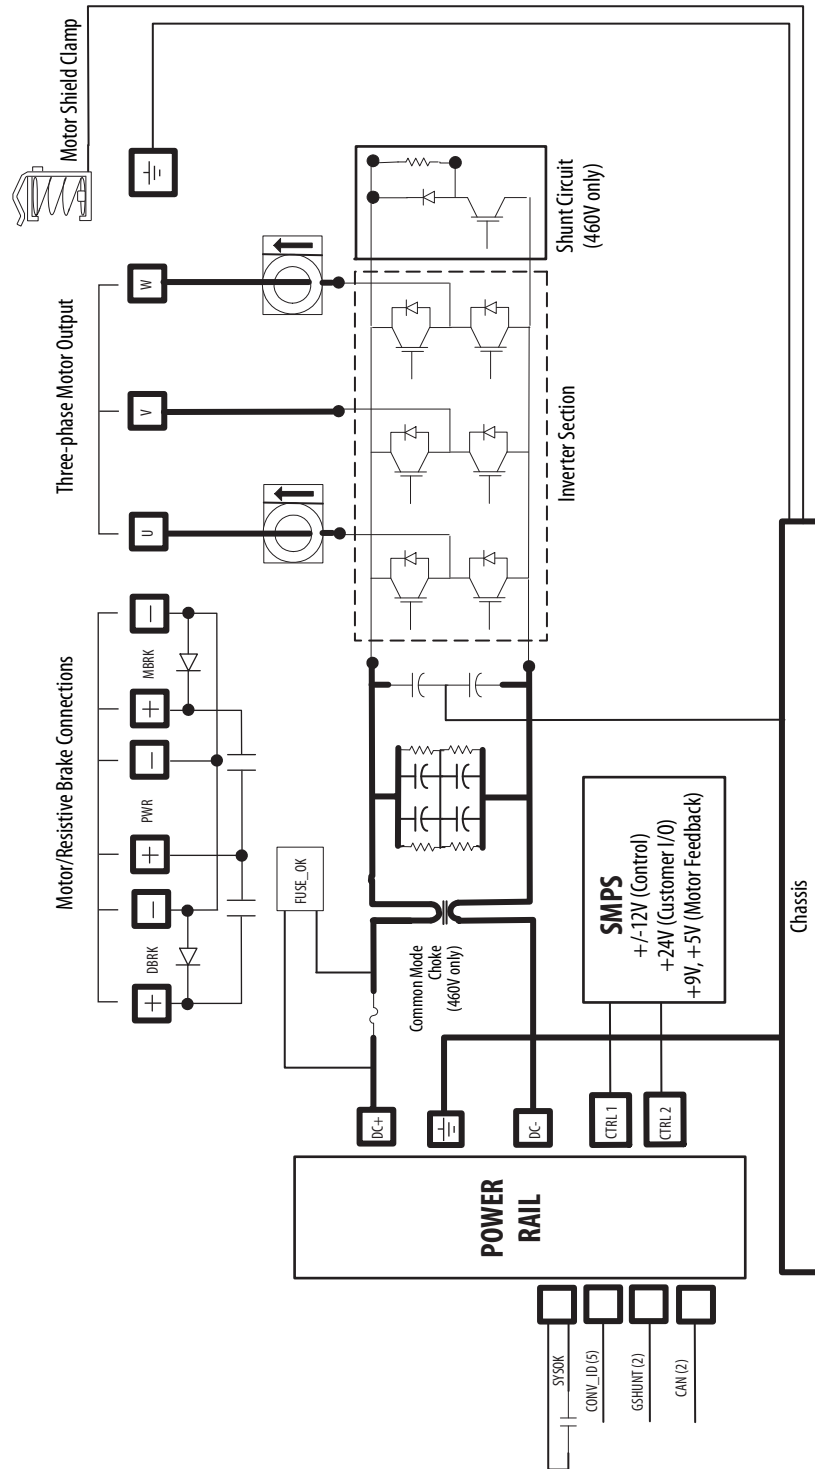 Motor Shield Clamp
Three-phase Motor Output
W
V
U
Shunt Circuit
(460V only)
Inverter Section
Motor/Resistive Brake Connections
MBRK
PWR
DBRK
FUSE_OK
Common Mode
Choke
(460V only)
SMPS
+/-12V (Control)
+24V (Customer I/O)
+9V, +5V (Motor Feedback)
Chassis
DC+
DC-
CTRL 1
CTRL 2
POWER
RAIL
SYSOK
CONV_ID (5)
GSHUNT (2)
CAN (2)